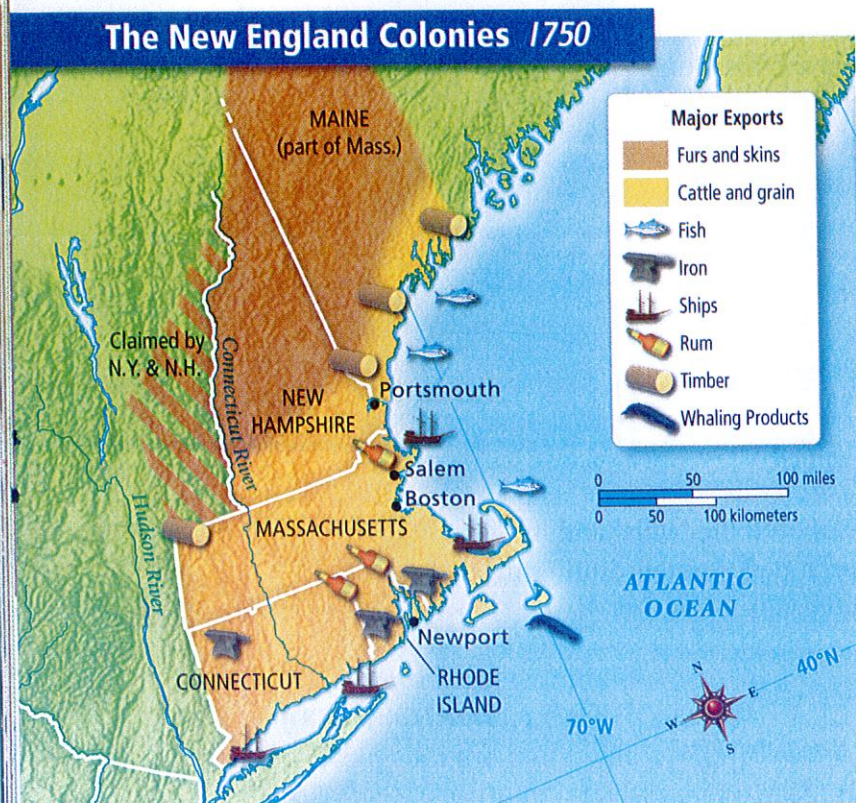 The New England Colonies 1750
MAINE
(part of Mass.)
Major Exports
Furs and skins
Cattle and grain
Fish
Iron
Ships
Rum
Timber
Whaling Products
Claimed by
N.Y. & N.H.
Connecticut River
NEW
HAMPSHIRE
Portsmouth
Salem
Boston
0 50 100 miles
0 50 100 kilometers
MASSACHUSETTS
Hudson River
ATLANTIC
OCEAN
Newport
CONNECTICUT
RHODE
ISLAND
N
E
W
S
40°N
70°W